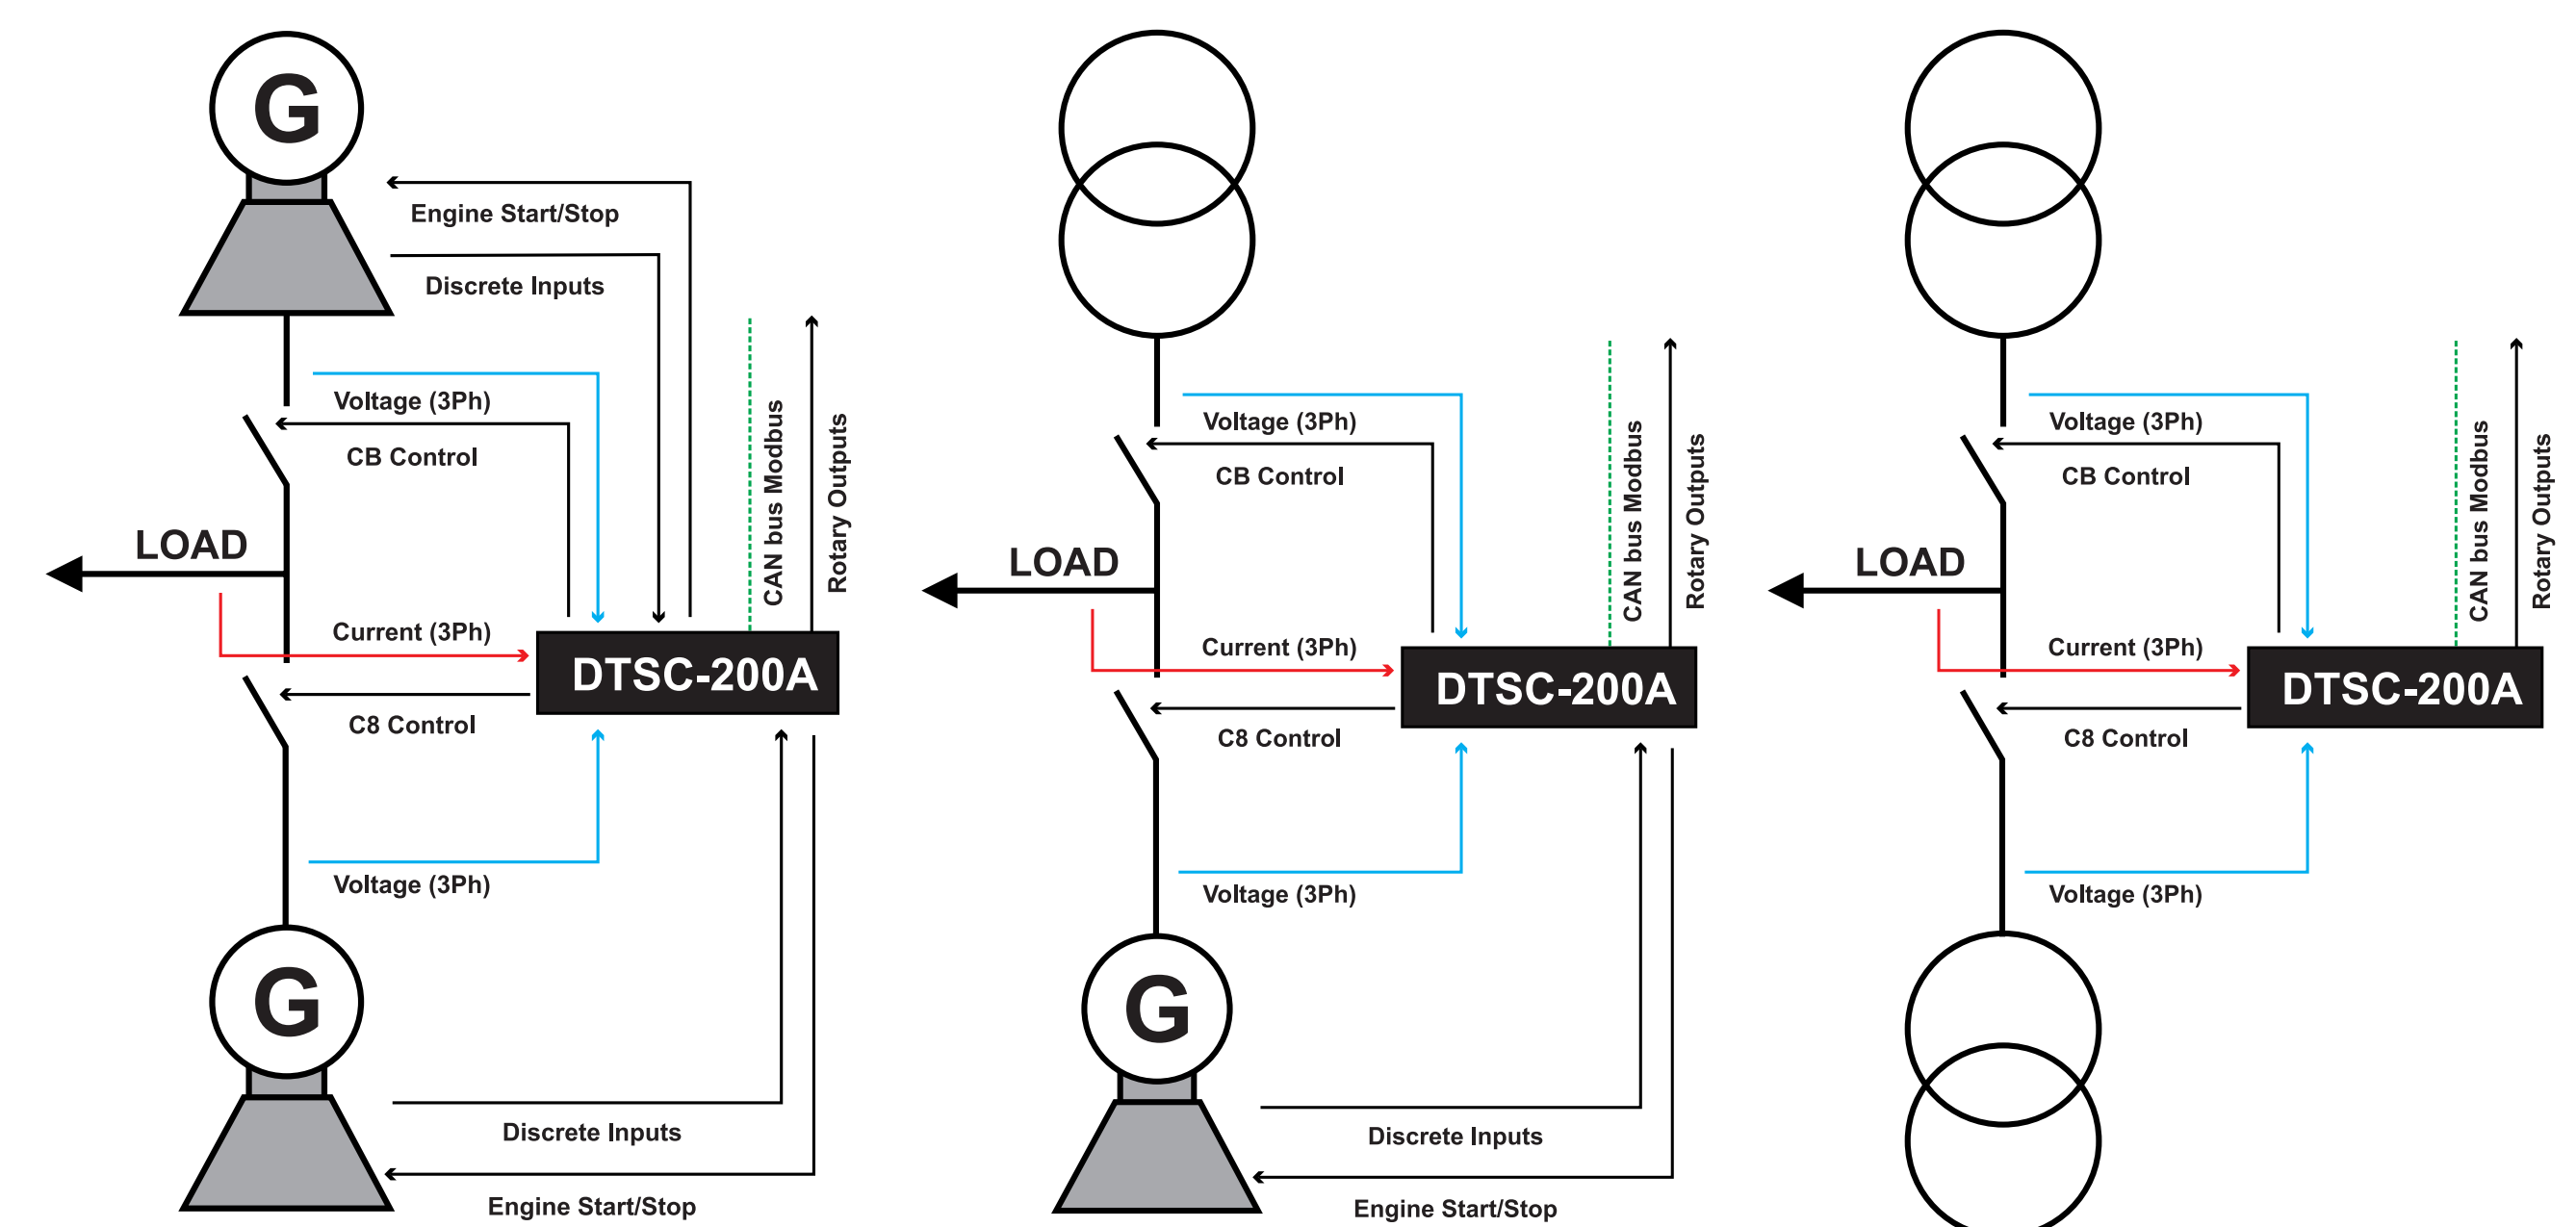 G
Engine Start/Stop
Discrete Inputs
Voltage (3Ph)
CB Control
CAN bus Modbus
Rotary Outputs
LOAD
Current (3Ph)
DTSC-200A
C8 Control
Voltage (3Ph)
G
Discrete Inputs
Engine Start/Stop
Voltage (3Ph)
CB Control
CAN bus Modbus
Rotary Outputs
LOAD
Current (3Ph)
DTSC-200A
C8 Control
Voltage (3Ph)
G
Discrete Inputs
Engine Start/Stop
Voltage (3Ph)
CB Control
CAN bus Modbus
Rotary Outputs
LOAD
Current (3Ph)
DTSC-200A
C8 Control
Voltage (3Ph)